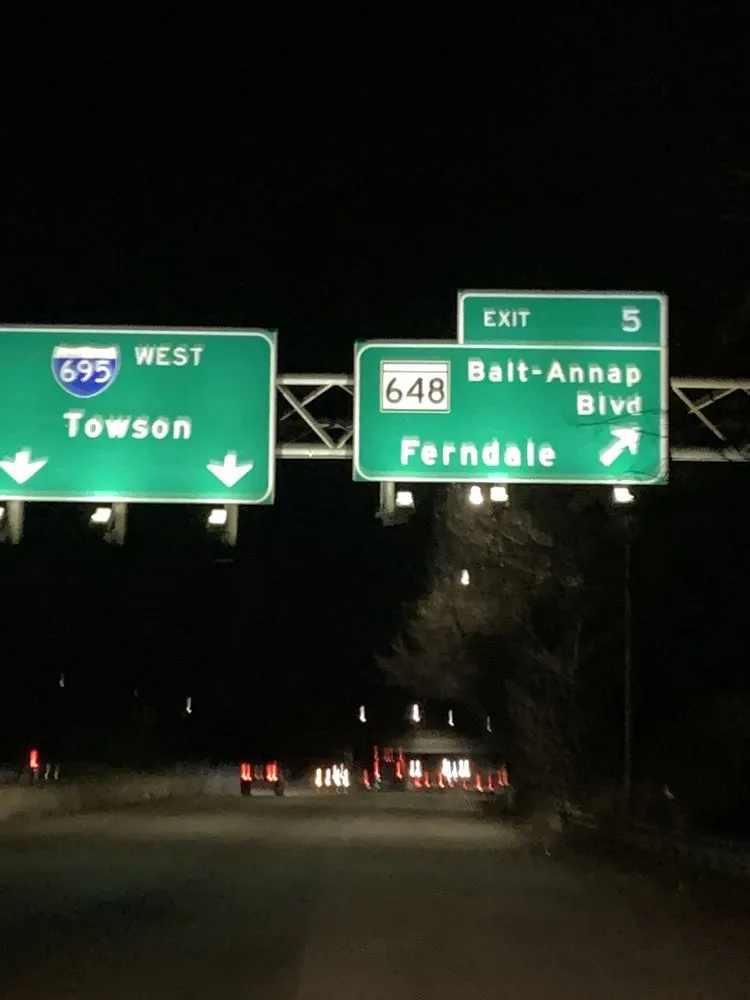 695 WEST
Towson
EXIT 5
648 Balt-Annap
Blvd
Ferndale